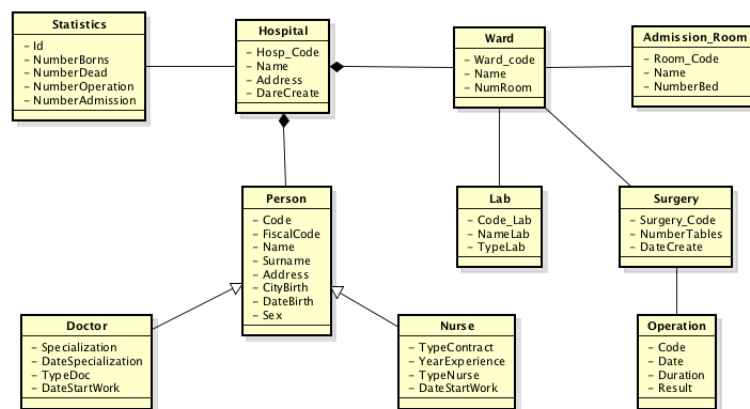 Statistics
- Id
- NumberBorns
- NumberDead
- NumberOperation
- NumberAdmission
Hospital
- Hosp_Code
- Name
- Address
- DareCreate
Ward
- Ward_code
- Name
- NumRoom
Admission_Room
- Room_Code
- Name
- NumberBed
Person
- Code
- FiscalCode
- Name
- Surname
- Address
- CityBirth
- DateBirth
- Sex
Lab
- Code_Lab
- NameLab
- TypeLab
Surgery
- Surgery_Code
- NumberTables
- DateCreate
Doctor
- Specialization
- DateSpecialization
- TypeDoc
- DateStartWork
Nurse
- TypeContract
- YearExperience
- TypeNurse
- DateStartWork
Operation
- Code
- Date
- Duration
- Result